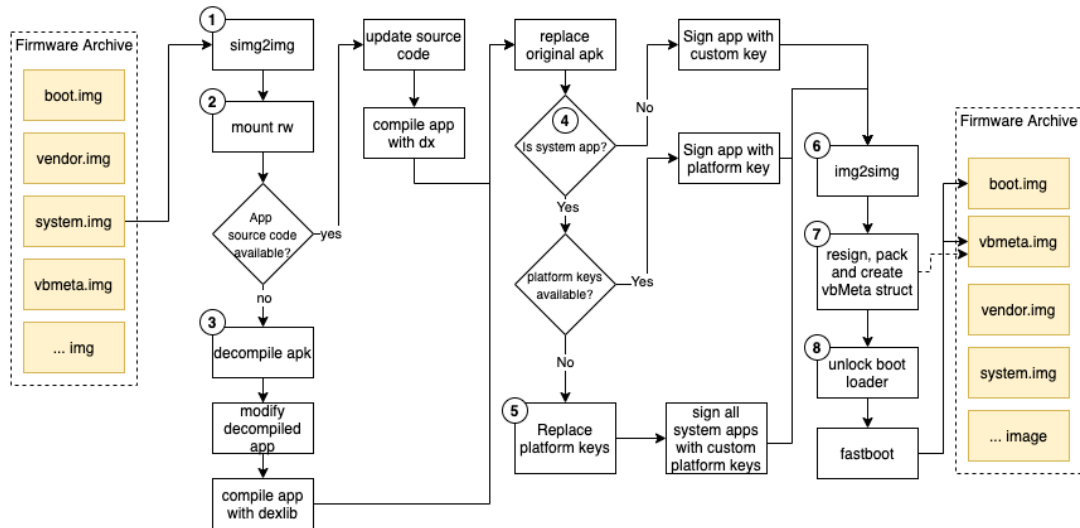 Firmware Archive
boot.img
vendor.img
system.img
vbmeta.img
... img
1
simg2img
2
mount rw
App
source code
available?
yes
no
3
decompile apk
modify
decompiled
app
compile app
with dexlib
update source
code
compile app
with dx
replace
original apk
4
Is system app?
No
Yes
platform keys
available?
Yes
No
5
Replace
platform keys
sign all
system apps
with custom
platform keys
Sign app with
custom key
Sign app with
platform key
6
img2simg
7
resign, pack
and create
vbMeta struct
8
unlock boot
loader
fastboot
Firmware Archive
boot.img
vbmeta.img
vendor.img
system.img
... image